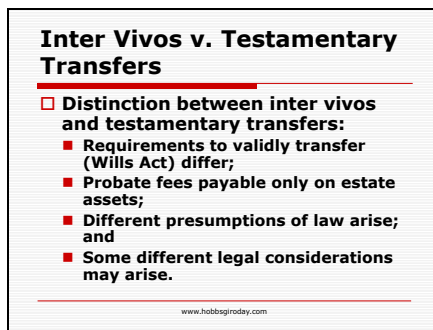 Inter Vivos v. Testamentary
Transfers
Distinction between inter vivos
and testamentary transfers:
Requirements to validly transfer
(Wills Act) differ;
Probate fees payable only on estate
assets;
Different presumptions of law arise;
and
Some different legal considerations
may arise.
www.hobbsgiroday.com